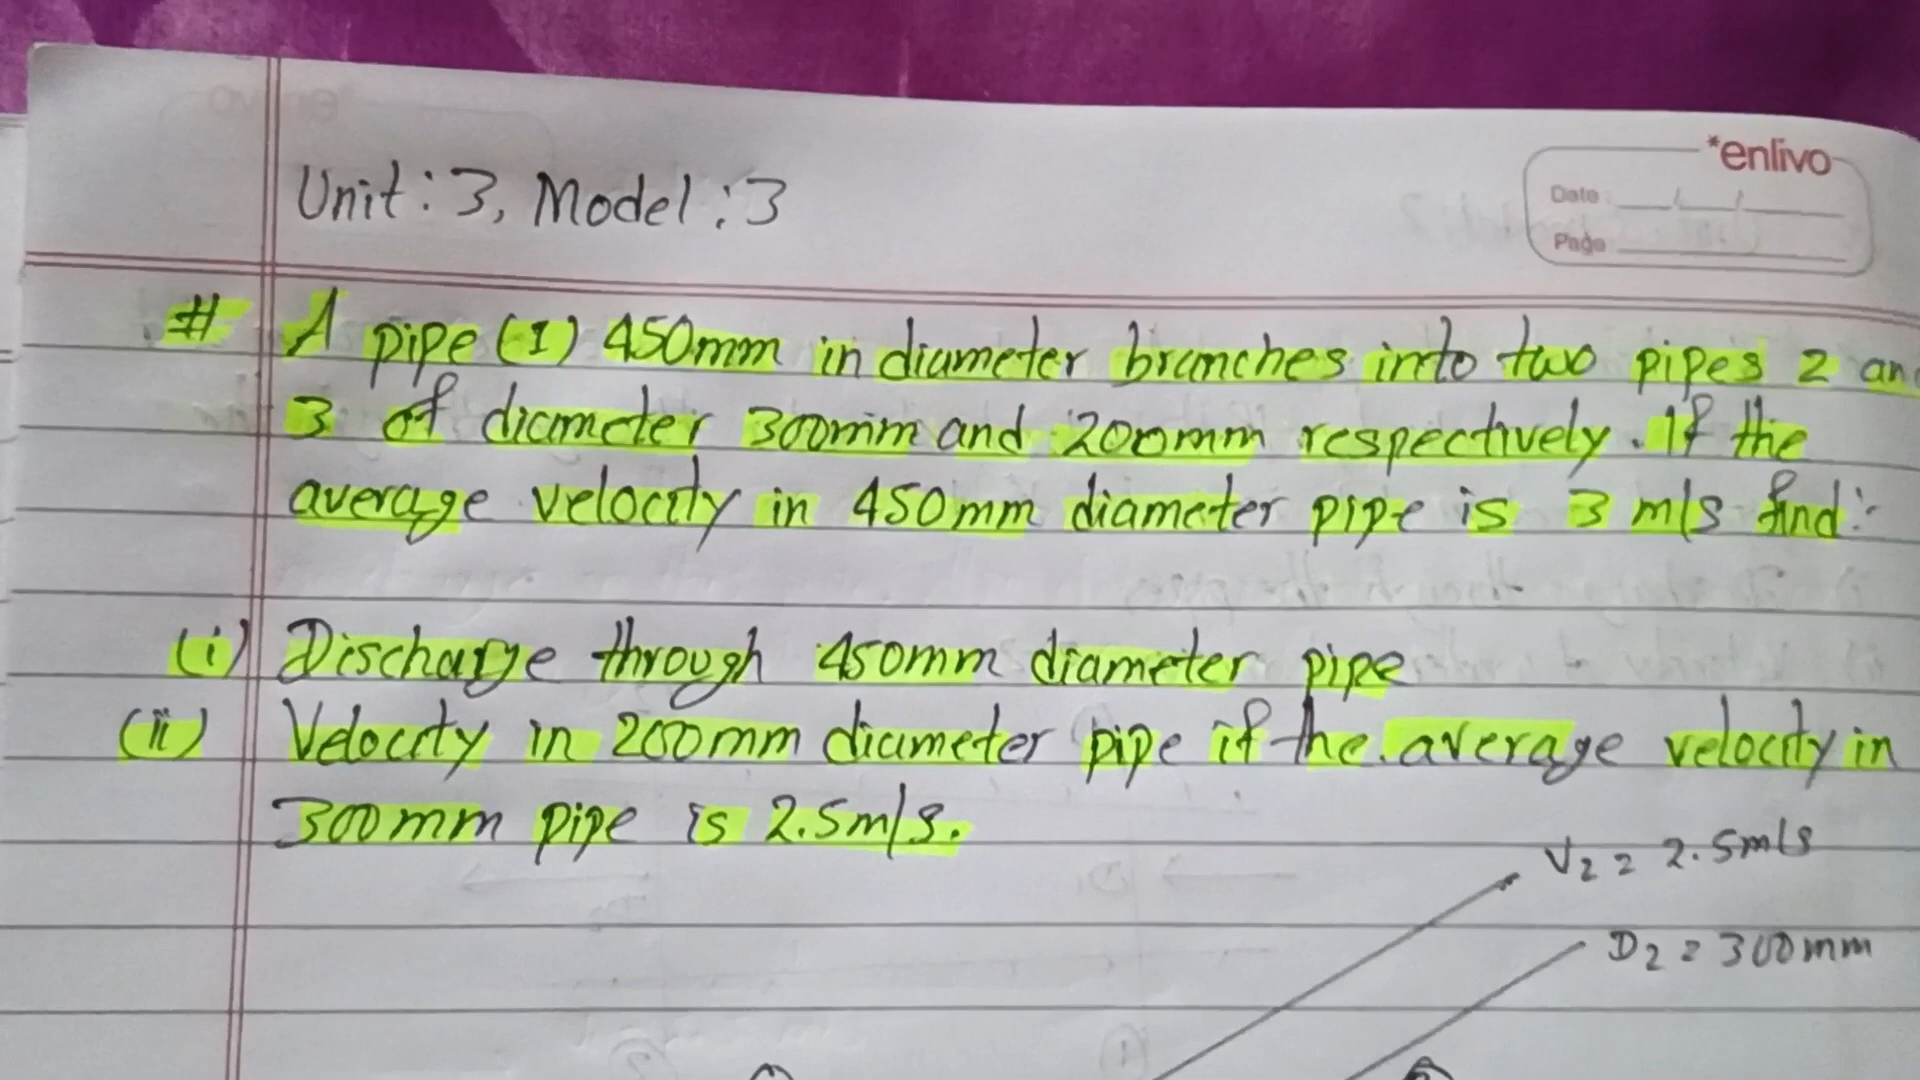 *enlivo
Date
Page
Unit: 3, Model: 3
# A pipe (1) 450mm in diameter branches into two pipes 2 an
3 of diameter 300mm and 200mm respectively. If the
average velocity in 450mm diameter pipe is 3 m/s find:-
(i) Discharge through 450mm diameter pipe
(ii) Velocity in 200mm diameter pipe if the average velocity in
300mm pipe is 2.5m/s.
V2 = 2.5m/s
D2 = 300mm